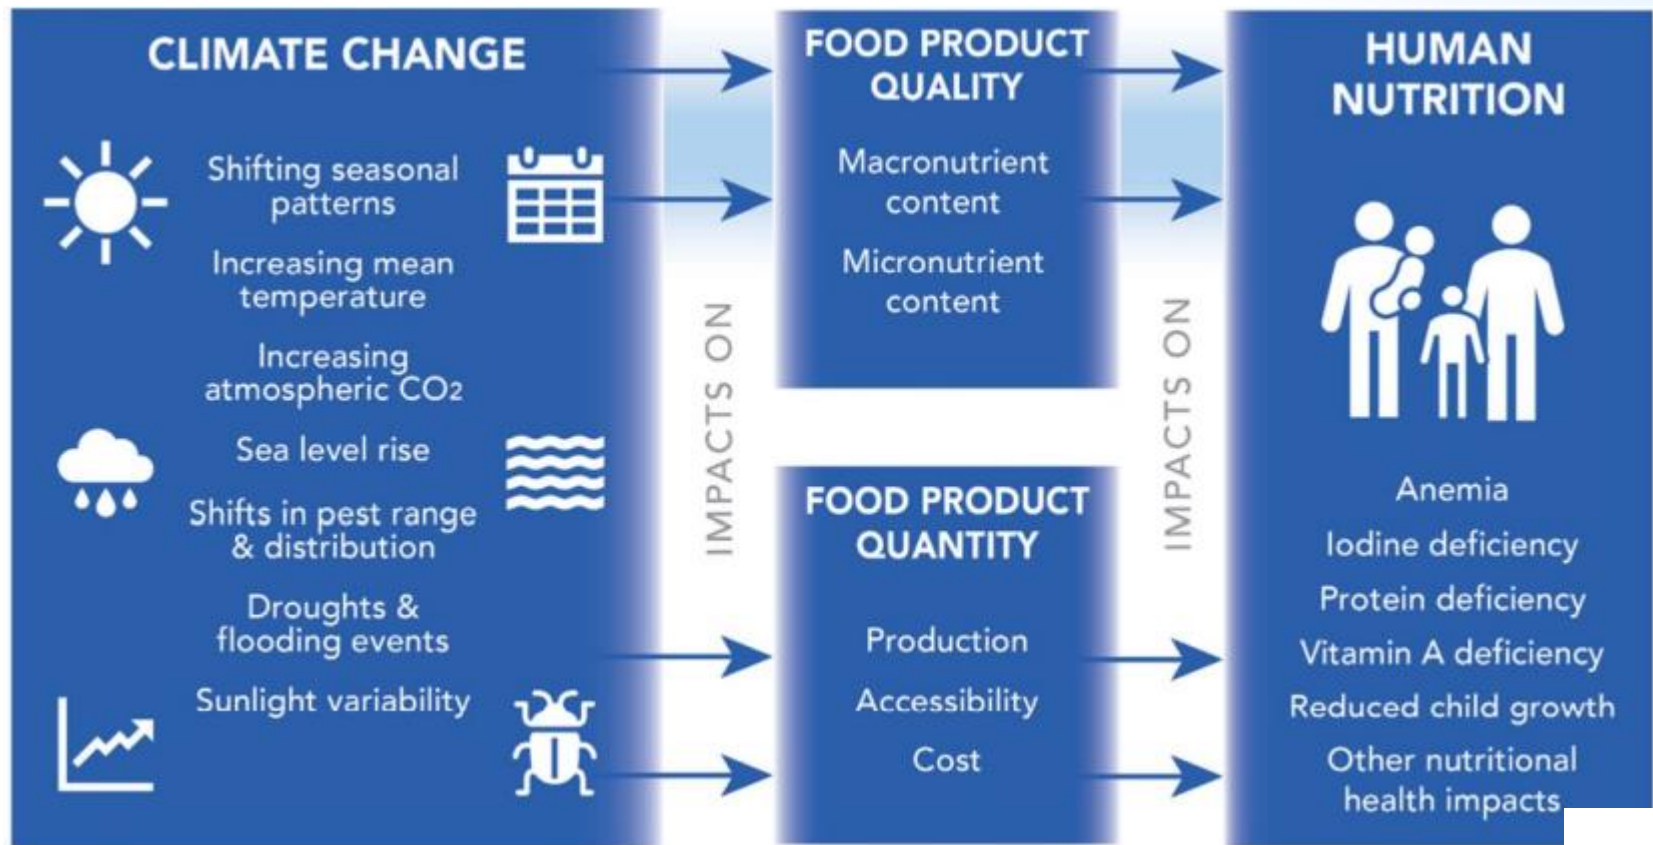 CLIMATE CHANGE
Shifting seasonal
patterns
Increasing mean
temperature
Increasing
atmospheric CO2
Sea level rise
Shifts in pest range
& distribution
Droughts &
flooding events
Sunlight variability
IMPACTS ON
FOOD PRODUCT
QUALITY
Macronutrient
content
Micronutrient
content
FOOD PRODUCT
QUANTITY
Production
Accessibility
Cost
IMPACTS ON
HUMAN
NUTRITION
Anemia
Iodine deficiency
Protein deficiency
Vitamin A deficiency
Reduced child growth
Other nutritional
health impacts